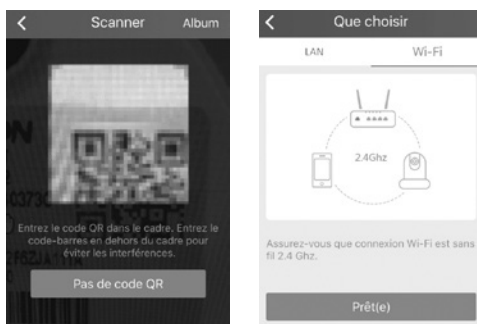 Scanner
Album
Entrez le code QR dans le cadre. Entrez le
code-barres en dehors du cadre pour
éviter les interférences.
Pas de code QR
Que choisir
LAN
Wi-Fi
2.4Ghz
Assurez-vous que connexion Wi-Fi est sans
fil 2.4 Ghz.
Prêt(e)